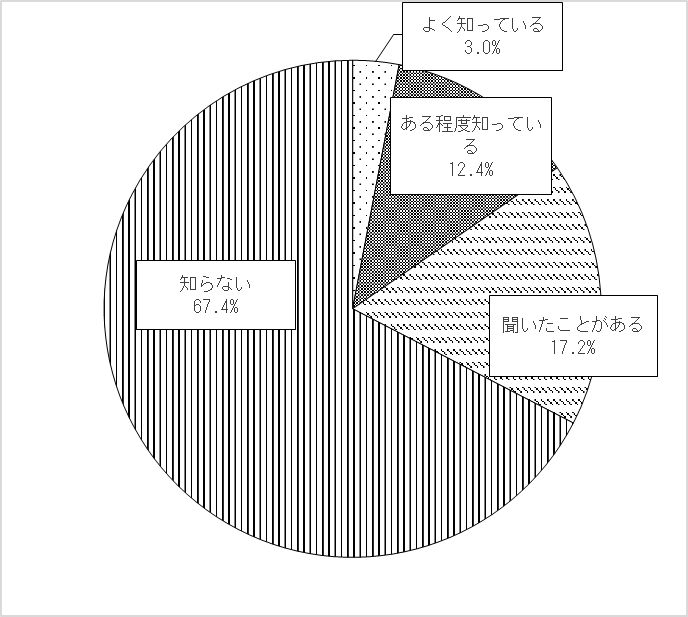 よく知っている
3.0%
ある程度知ってい
る
12.4%
聞いたことがある
17.2%
知らない
67.4%